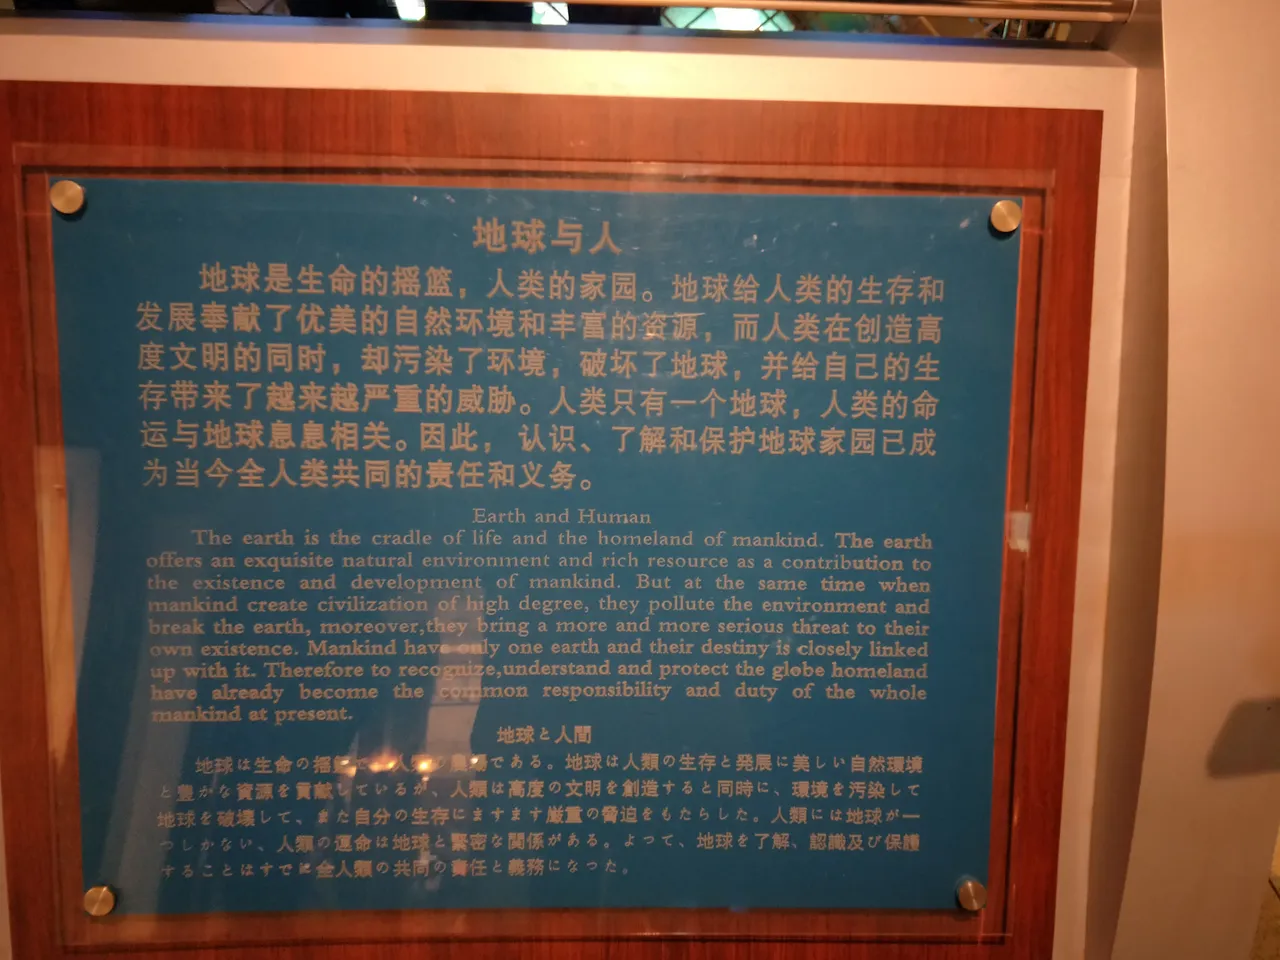 地球与人
地球是生命的摇篮，人类的家园。地球给人类的生存和
发展奉献了优美的自然环境和丰富的资源，而人类在创造高
度文明的同时，却污染了环境，破坏了地球，并给自己的生
存带来了越来越严重的威胁。人类只有一个地球，人类的命
运与地球息息相关。因此，认识、了解和保护地球家园已成
为当今全人类共同的责任和义务。
Earth and Human
The earth is the cradle of life and the homeland of mankind. The earth
offers an exquisite natural environment and rich resource as a contribution to
the existence and development of mankind. But at the same time when
mankind create civilization of high degree, they pollute the environment and
break the earth, moreover,they bring a more and more serious threat to their
own existence. Mankind have only one earth and their destiny is closely linked
up with it. Therefore to recognize,understand and protect the globe homeland
have already become the common responsibility and duty of the whole
mankind at present.
地球と人間
地球は生命の揺籃で人類の である。地球は人類の生存と発展に美しい自然環境
と豊かな資源を貢献しているが、人類は高度の文明を創造すると同時に、環境を汚染して
地球を破壊して、また自分の生存にますます厳重の脅迫をもたらした。人類には地球が一
つしかない、人類の運命は地球と緊密な関係がある。よって、地球を了解、認識及び保護
することはすでに全人類の共同の責任と義務になった。